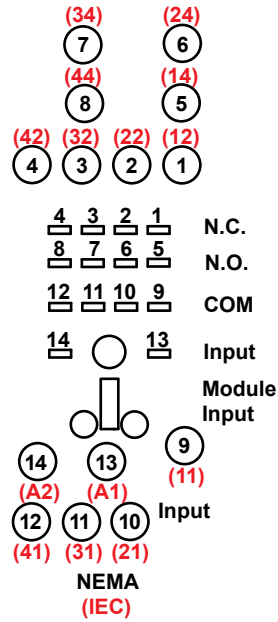 (34) (24)
7 6
(44) (14)
8 5
(42) (32) (22) (12)
4 3 2 1
4 3 2 1 N.C.
8 7 6 5 N.O.
12 11 10 9 COM
14 13 Input
Module
Input
9
14 13 (11)
(A2) (A1)
12 11 10 Input
(41) (31) (21)
NEMA
(IEC)